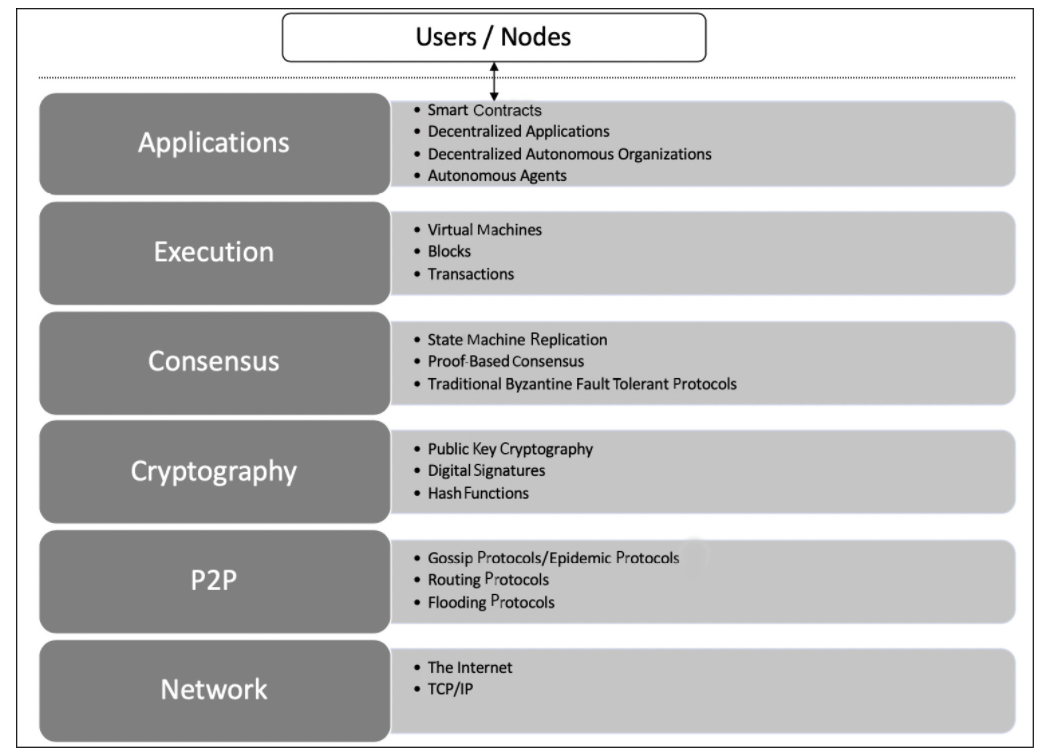 Users / Nodes
Applications
• Smart Contracts
• Decentralized Applications
• Decentralized Autonomous Organizations
• Autonomous Agents
Execution
• Virtual Machines
• Blocks
• Transactions
Consensus
• State Machine Replication
• Proof-Based Consensus
• Traditional Byzantine Fault Tolerant Protocols
Cryptography
• Public Key Cryptography
• Digital Signatures
• Hash Functions
P2P
• Gossip Protocols/Epidemic Protocols
• Routing Protocols
• Flooding Protocols
Network
• The Internet
• TCP/IP